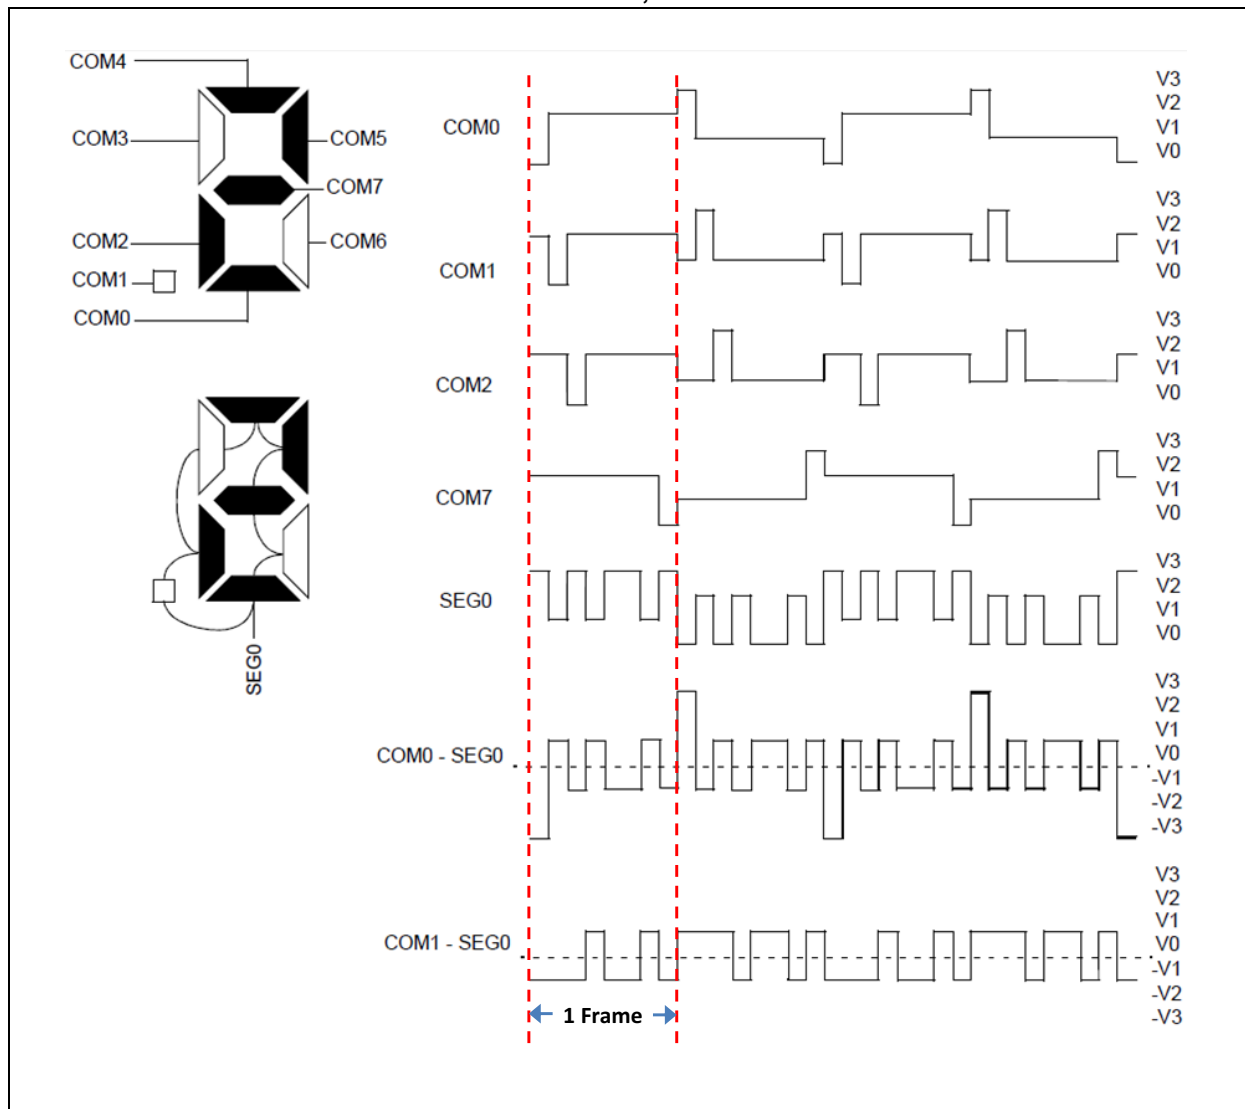 COM4
COM3
COM5
COM7
COM2
COM6
COM1
COM0
SEG0
COM0
V3
V2
V1
V0
COM1
V3
V2
V1
V0
COM2
V3
V2
V1
V0
COM7
V3
V2
V1
V0
SEG0
V3
V2
V1
V0
COM0 - SEG0
V3
V2
V1
V0
-V1
-V2
-V3
COM1 - SEG0
V3
V2
V1
V0
-V1
-V2
-V3
1 Frame